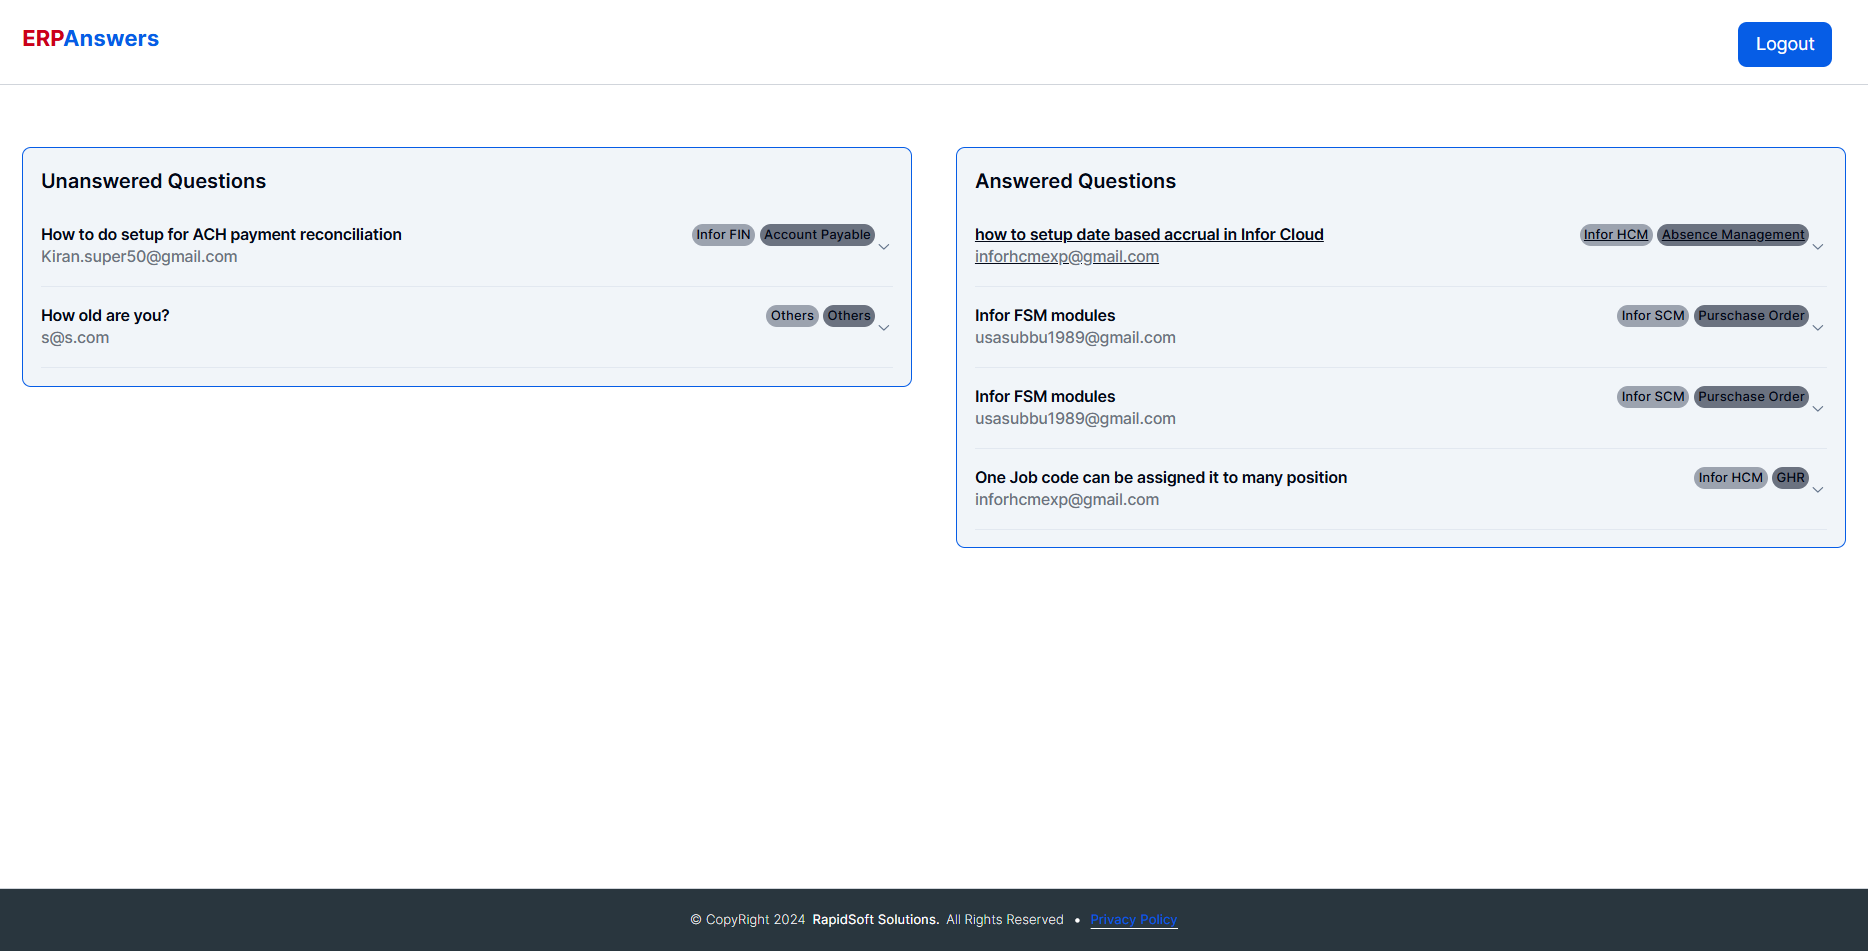 ERPAnswers
Logout
Unanswered Questions
How to do setup for ACH payment reconciliation
Infor FIN Account Payable
Kiran.super50@gmail.com
How old are you?
Others Others
s@s.com
Answered Questions
how to setup date based accrual in Infor Cloud
Infor HCM Absence Management
inforhcmexp@gmail.com
Infor FSM modules
Infor SCM Purschase Order
usasubbu1989@gmail.com
Infor FSM modules
Infor SCM Purschase Order
usasubbu1989@gmail.com
One Job code can be assigned it to many position
Infor HCM GHR
inforhcmexp@gmail.com
© CopyRight 2024 RapidSoft Solutions. All Rights Reserved • Privacy Policy